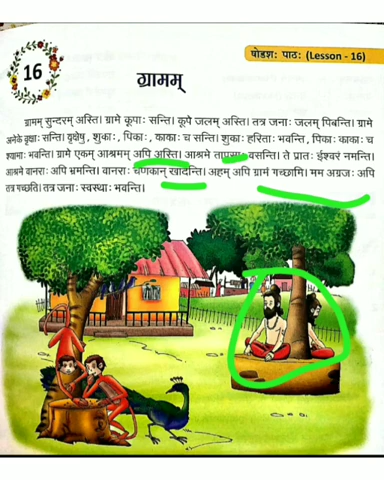 षोडश: पाठ: (Lesson - 16)
16
ग्रामम्
ग्रामम् सुन्दरम् अस्ति। ग्रामे कूपाः सन्ति। कूपे जलम् अस्ति। तत्र जनाः जलम् पिबन्ति। ग्रामे
अनेके वृक्षाः सन्ति। वृक्षेषु, शुकाः, पिकाः, काकाः च सन्ति। शुकाः हरिताः भवन्ति, पिकाः काकाः च
श्यामाः भवन्ति। ग्रामे एकम् आश्रमम् अपि अस्ति। आश्रमे तापसाः वसन्ति। ते प्रातः ईश्वरं नमन्ति।
आश्रमे वानराः अपि भ्रमन्ति। वानराः चणकान् खादन्ति। अहम् अपि ग्रामं गच्छामि। मम अग्रजः अपि
तत्र गच्छति। तत्र जनाः स्वस्थाः भवन्ति।